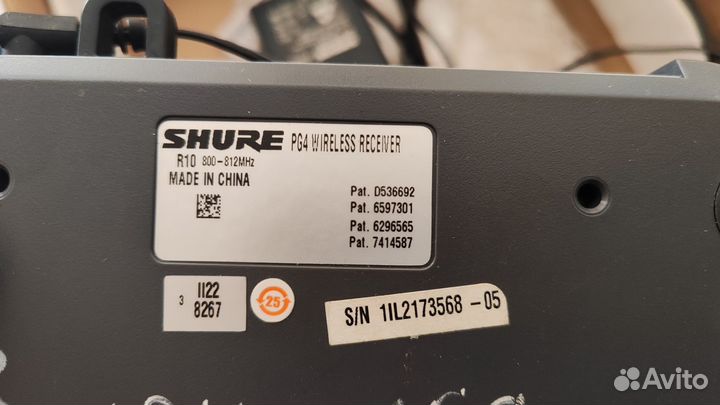 SHURE PG4 WIRELESS RECEIVER
R10 800-812MHz
MADE IN CHINA
Pat. D536692
Pat. 6597301
Pat. 6296565
Pat. 7414587
3
II22
8267
25
S/N 1IL2173568 -05
Avito